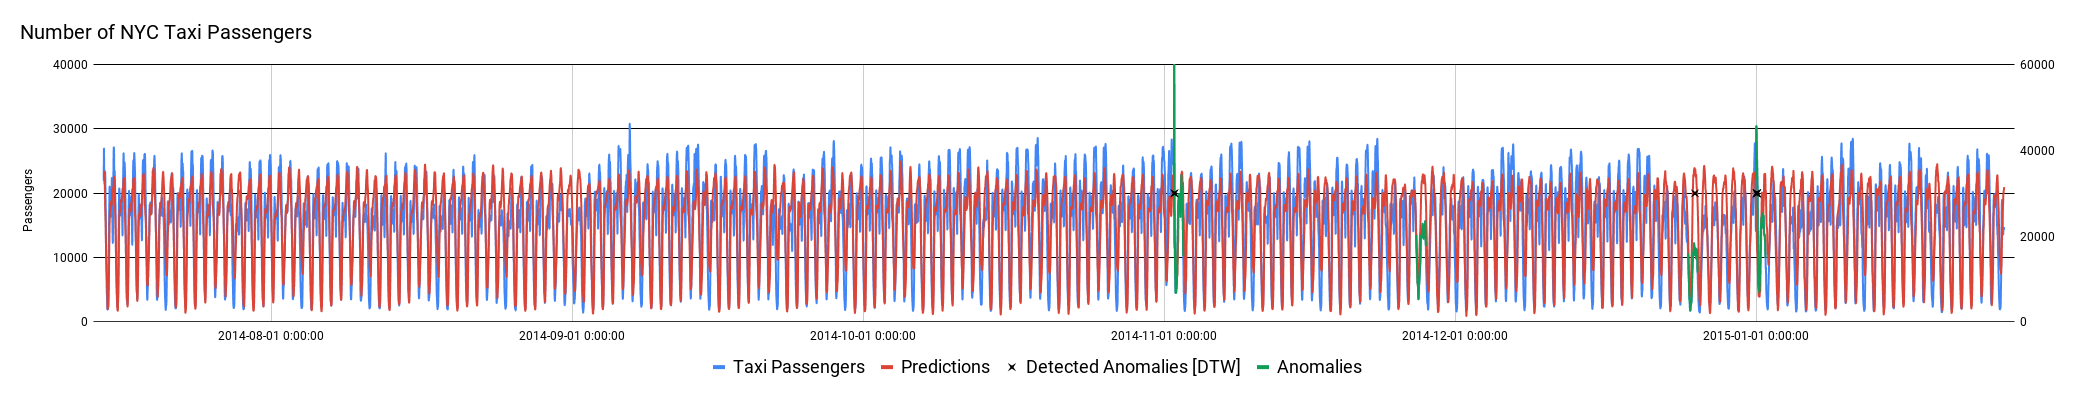 Number of NYC Taxi Passengers
40000
60000
30000
40000
Passengers
20000
20000
10000
0
0
2014-08-01 0:00:00
2014-09-01 0:00:00
2014-10-01 0:00:00
2014-11-01 0:00:00
2014-12-01 0:00:00
2015-01-01 0:00:00
Taxi Passengers
Predictions
Detected Anomalies [DTW]
Anomalies